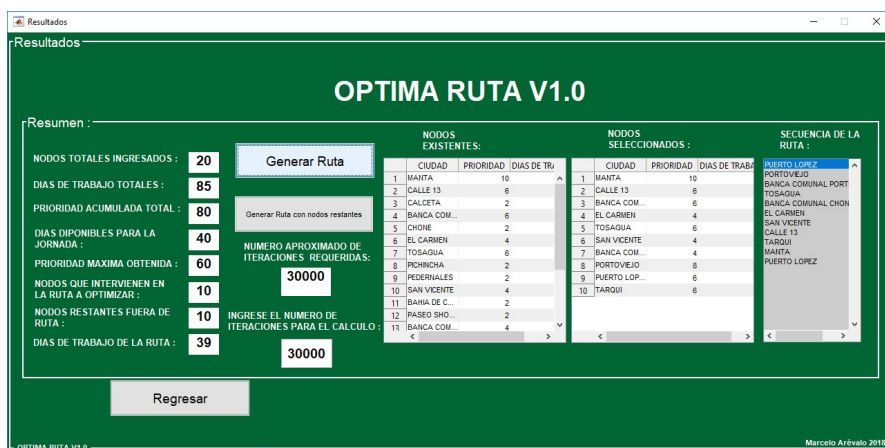 Resultados
Resultados
OPTIMA RUTA V1.0
Resumen :
NODOS TOTALES INGRESADOS : 20
DIAS DE TRABAJO TOTALES : 85
PRIORIDAD ACUMULADA TOTAL : 80
DIAS DIPONIBLES PARA LA
JORNADA : 40
PRIORIDAD MAXIMA OBTENIDA : 60
NODOS QUE INTERVIENEN EN
LA RUTA A OPTIMIZAR : 10
NODOS RESTANTES FUERA DE
RUTA : 10
DIAS DE TRABAJO DE LA RUTA : 39
Generar Ruta
Generar Ruta con nodos restantes
NUMERO APROXIMADO DE
ITERACIONES REQUERIDAS:
30000
INGRESE EL NUMERO DE
ITERACIONES PARA EL CALCULO :
30000
NODOS
EXISTENTES:
CIUDAD PRIORIDAD DIAS DE TR
1 MANTA 10
2 CALLE 13 6
3 CALCETA 2
4 BANCA COM... 6
5 CHONE 2
6 EL CARMEN 4
7 TOSAGUA 6
8 PICHINCHA 2
9 PEDERNALES 2
10 SAN VICENTE 4
11 BAHIA DE C... 2
12 PASEO SHO... 2
13 BANCA COM... 4
NODOS
SELECCIONADOS :
CIUDAD PRIORIDAD DIAS DE TRABA
1 MANTA 10
2 CALLE 13 6
3 BANCA COM... 6
4 EL CARMEN 4
5 TOSAGUA 6
6 SAN VICENTE 4
7 BANCA COM... 4
8 PORTOVIEJO 8
9 PUERTO LOP... 6
10 TARQUI 6
SECUENCIA DE LA
RUTA :
PUERTO LOPEZ
PORTOVIEJO
BANCA COMUNAL PORT
TOSAGUA
BANCA COMUNAL CHON
EL CARMEN
SAN VICENTE
CALLE 13
TARQUI
MANTA
PUERTO LOPEZ
Regresar
OPTIMA RUTA V1.0
Marcelo Arévalo 2018